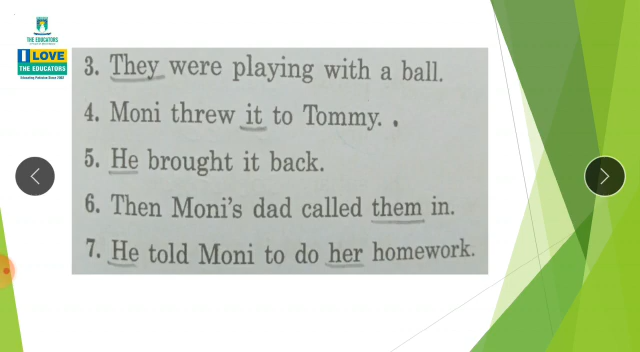 THE EDUCATORS
I LOVE
THE EDUCATORS
3. They were playing with a ball.
4. Moni threw it to Tommy.
5. He brought it back.
6. Then Moni's dad called them in.
7. He told Moni to do her homework.